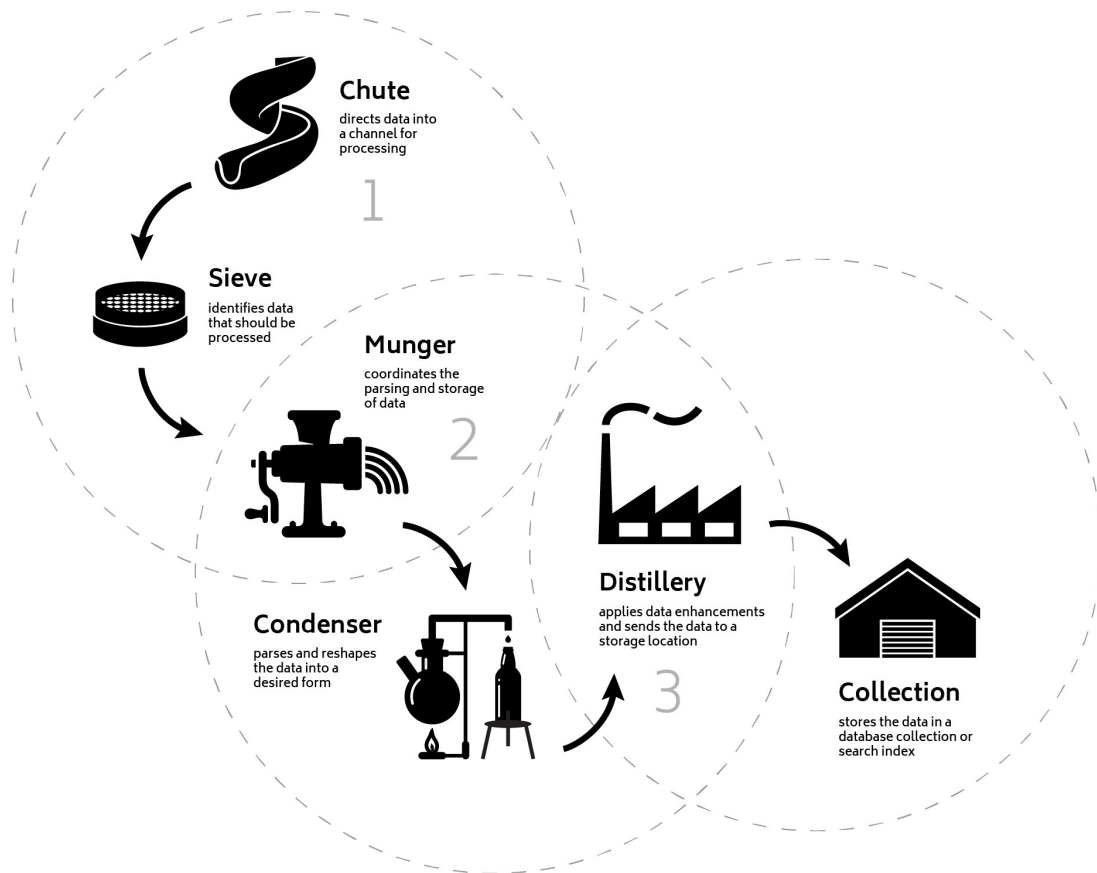 Chute
directs data into
a channel for
processing
1
Sieve
identifies data
that should be
processed
Munger
coordinates the
parsing and storage
of data
2
Condenser
parses and reshapes
the data into a
desired form
Distillery
applies data enhancements
and sends the data to a
storage location
3
Collection
stores the data in a
database collection or
search index